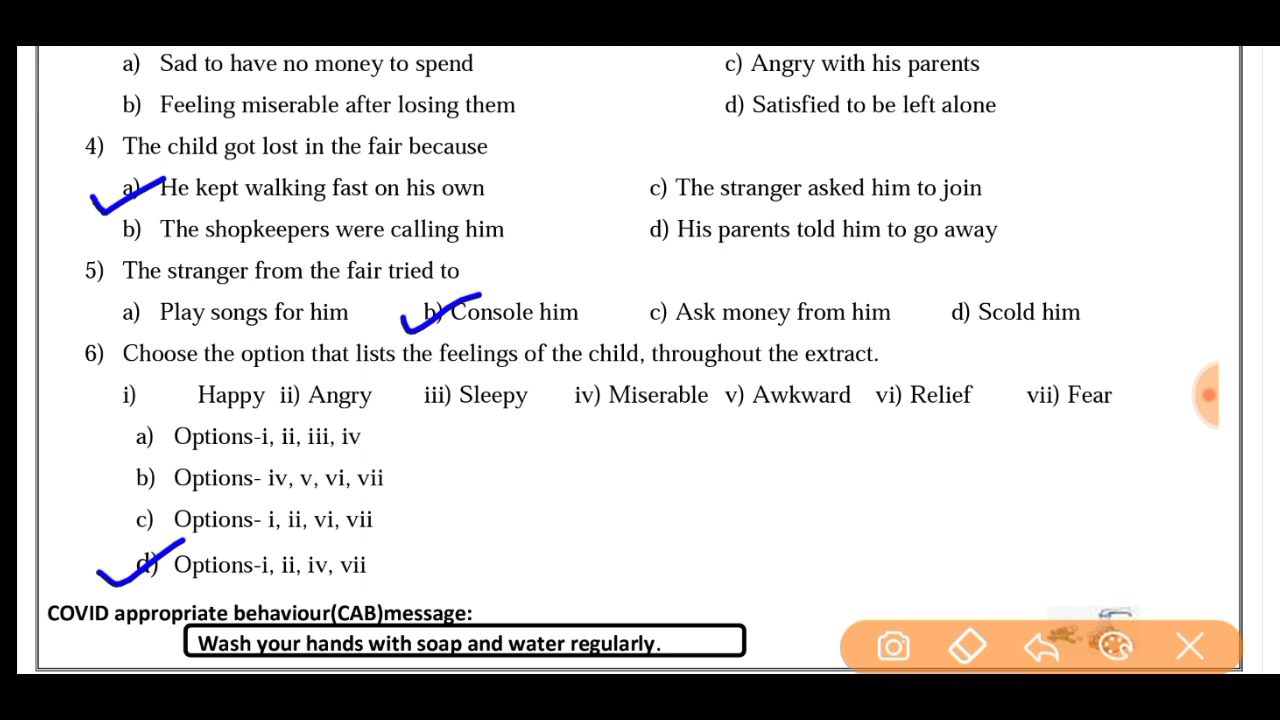 a) Sad to have no money to spend c) Angry with his parents
b) Feeling miserable after losing them d) Satisfied to be left alone
4) The child got lost in the fair because
a) He kept walking fast on his own c) The stranger asked him to join
b) The shopkeepers were calling him d) His parents told him to go away
5) The stranger from the fair tried to
a) Play songs for him b) Console him c) Ask money from him d) Scold him
6) Choose the option that lists the feelings of the child, throughout the extract.
i) Happy ii) Angry iii) Sleepy iv) Miserable v) Awkward vi) Relief vii) Fear
a) Options-i, ii, iii, iv
b) Options- iv, v, vi, vii
c) Options- i, ii, vi, vii
d) Options-i, ii, iv, vii
COVID appropriate behaviour(CAB)message:
Wash your hands with soap and water regularly.